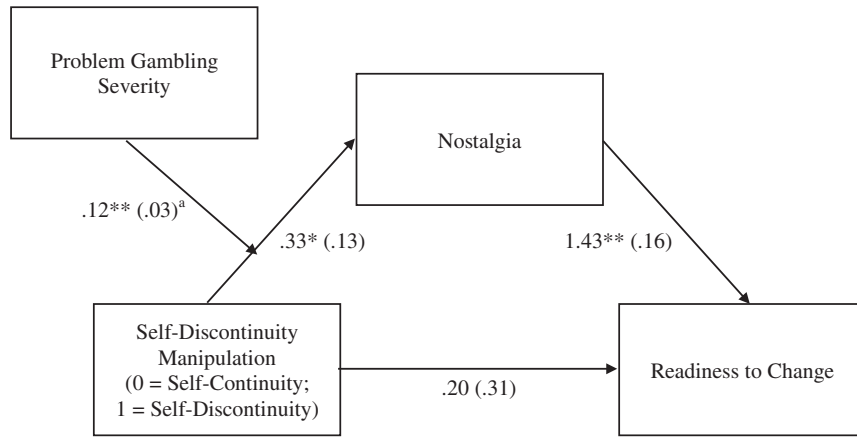 Problem Gambling
Severity
Nostalgia
.12** (.03)a
.33* (.13)
1.43** (.16)
Self-Discontinuity
Manipulation
(0 = Self-Continuity;
1 = Self-Discontinuity)
.20 (.31)
Readiness to Change